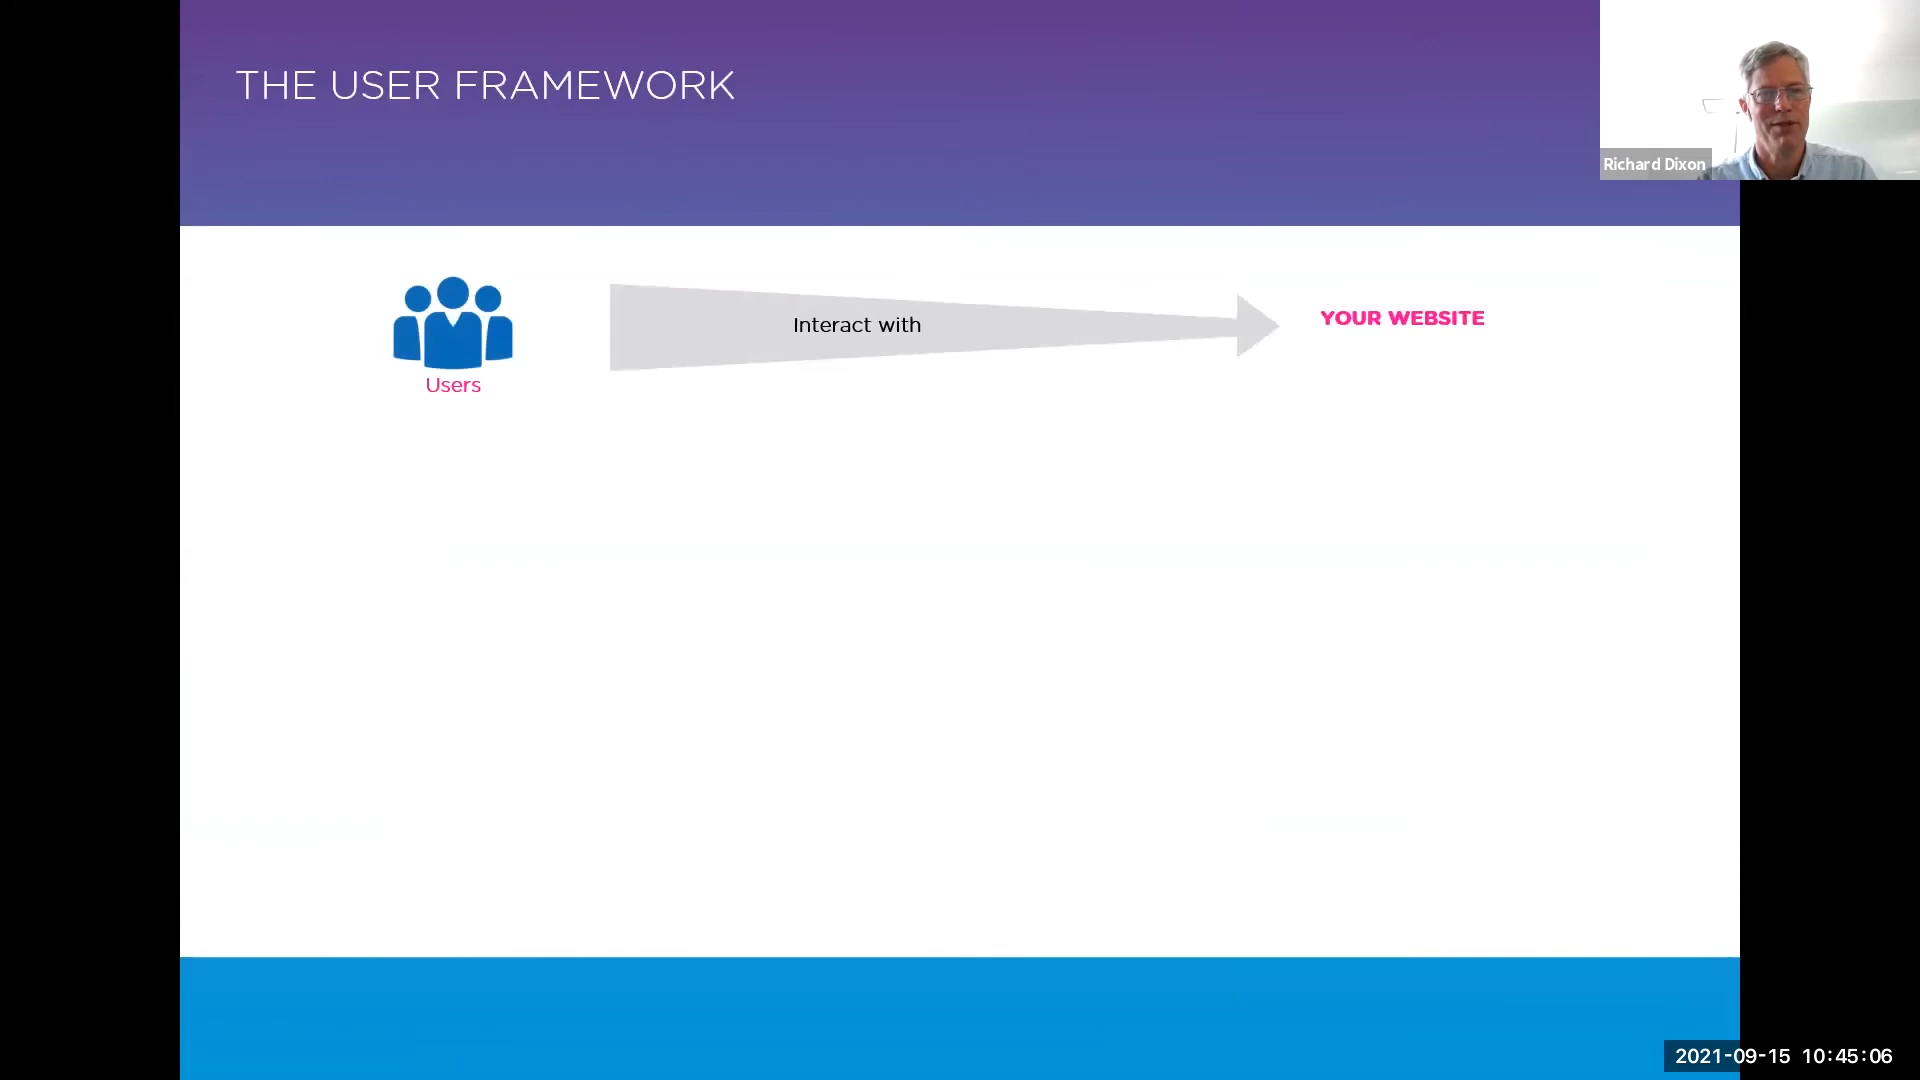 THE USER FRAMEWORK
Richard Dixon
Interact with
YOUR WEBSITE
Users
2021-09-15 10:45:06